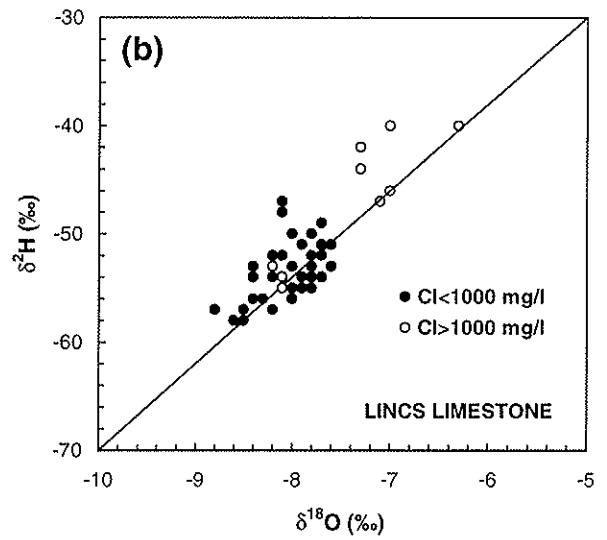 (b)
-30
-40
-50
-60
-70
δ²H (‰)
● Cl<1000 mg/l
○ Cl>1000 mg/l
LINCS LIMESTONE
-10 -9 -8 -7 -6 -5
δ¹⁸O (‰)